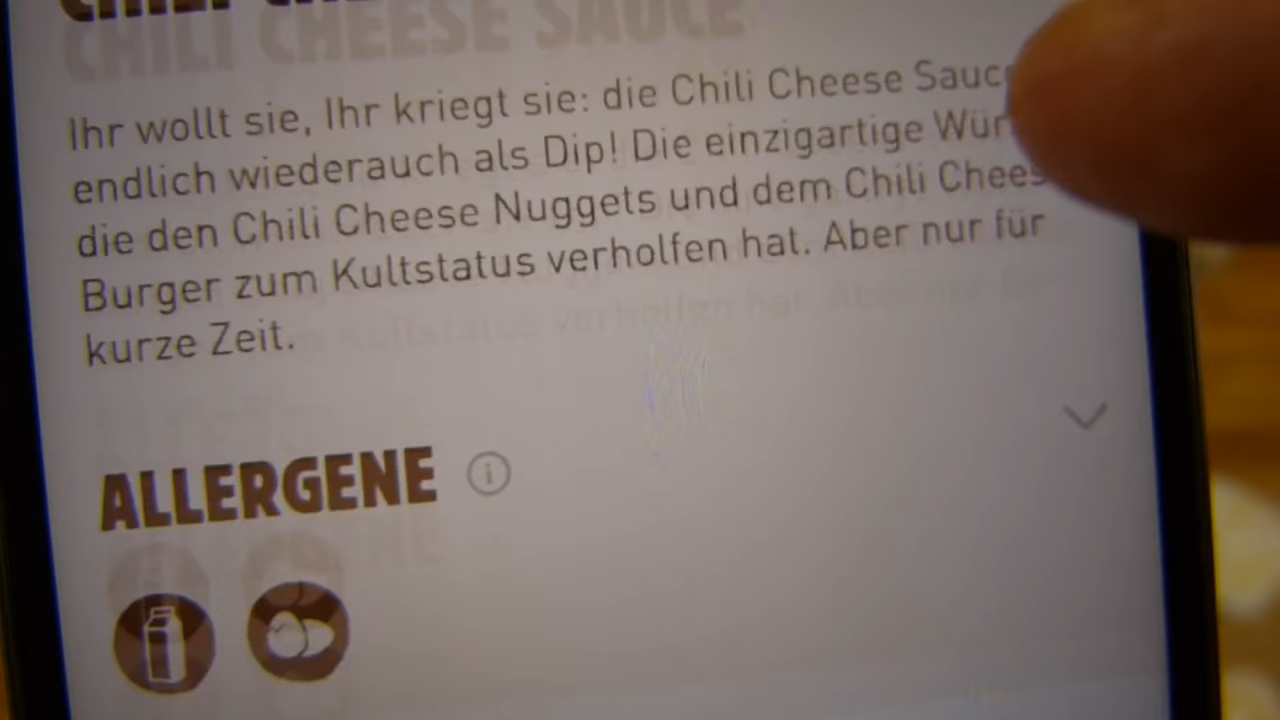 CHILI CHEESE SAUCE
Ihr wollt sie, Ihr kriegt sie: die Chili Cheese Sauc
endlich wiederauch als Dip! Die einzigartige Wür
die den Chili Cheese Nuggets und dem Chili Chees
Burger zum Kultstatus verholfen hat. Aber nur für
kurze Zeit.
ALLERGENE